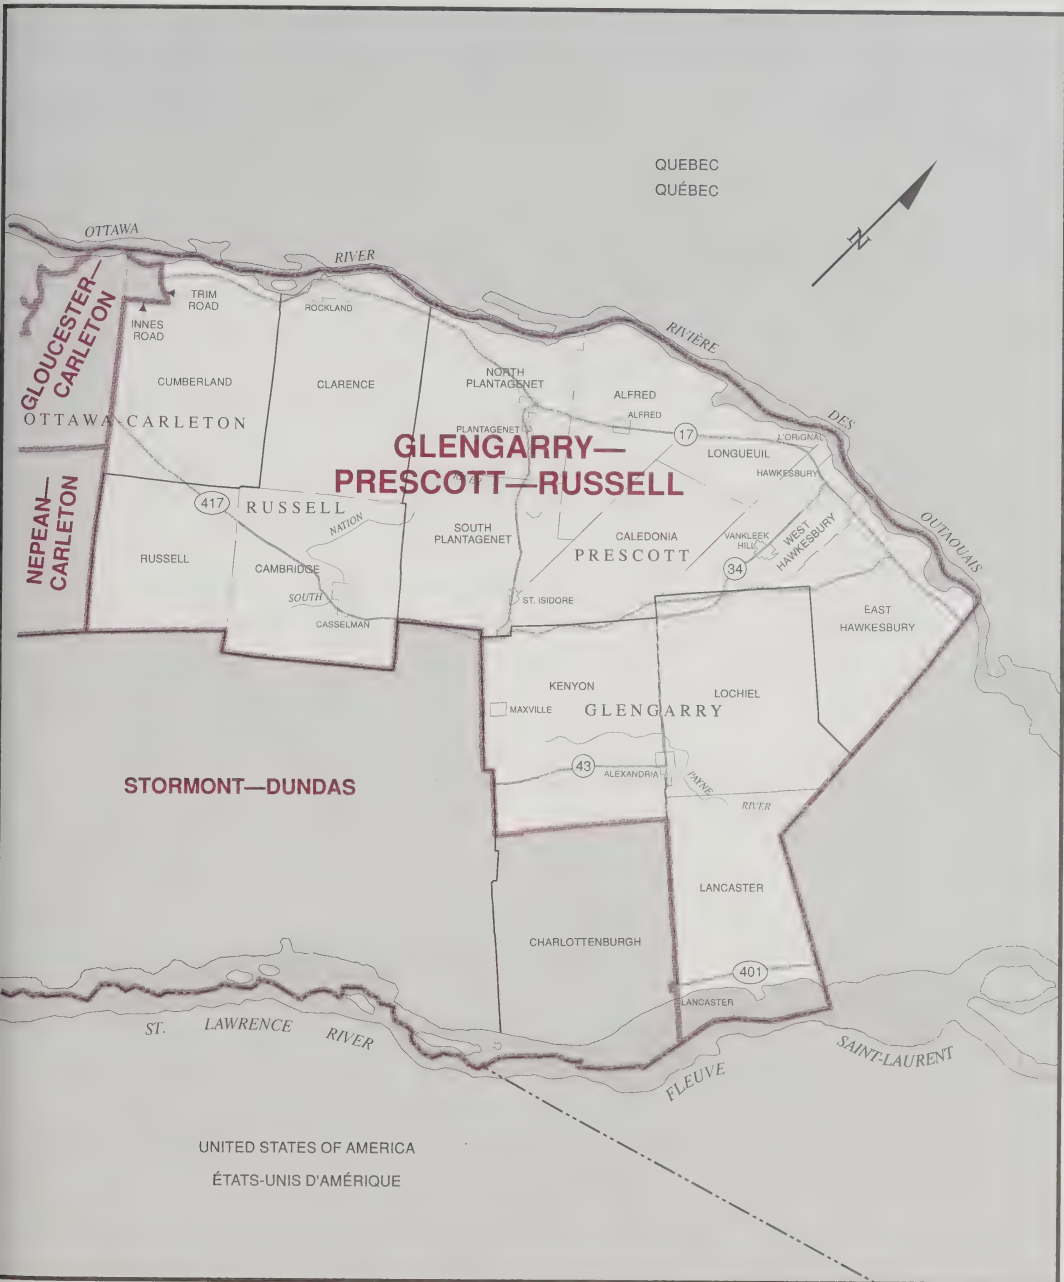 QUEBEC
QUÉBEC
N
OTTAWA
RIVER
RIVIÈRE
DES
OUTAOUAIS
GLOUCESTER—
CARLETON
TRIM
ROAD
INNES
ROAD
ROCKLAND
CUMBERLAND
CLARENCE
NORTH
PLANTAGENET
ALFRED
ALFRED
OTTAWA-CARLETON
PLANTAGENET
17
L'ORIGNAL
LONGUEUIL
HAWKESBURY
GLENGARRY—
PRESCOTT—RUSSELL
NEPEAN—
CARLETON
417
RUSSELL
NATION
SOUTH
PLANTAGENET
CALEDONIA
PRESCOTT
VANKLEEK
HILL
WEST
HAWKESBURY
34
RUSSELL
CAMBRIDGE
SOUTH
CASSELMAN
ST. ISIDORE
EAST
HAWKESBURY
KENYON
LOCHIEL
MAXVILLE
GLENGARRY
43
ALEXANDRIA
PAYNE
RIVER
STORMONT—DUNDAS
LANCASTER
CHARLOTTENBURGH
401
LANCASTER
ST. LAWRENCE RIVER
FLEUVE
SAINT-LAURENT
UNITED STATES OF AMERICA
ÉTATS-UNIS D'AMÉRIQUE